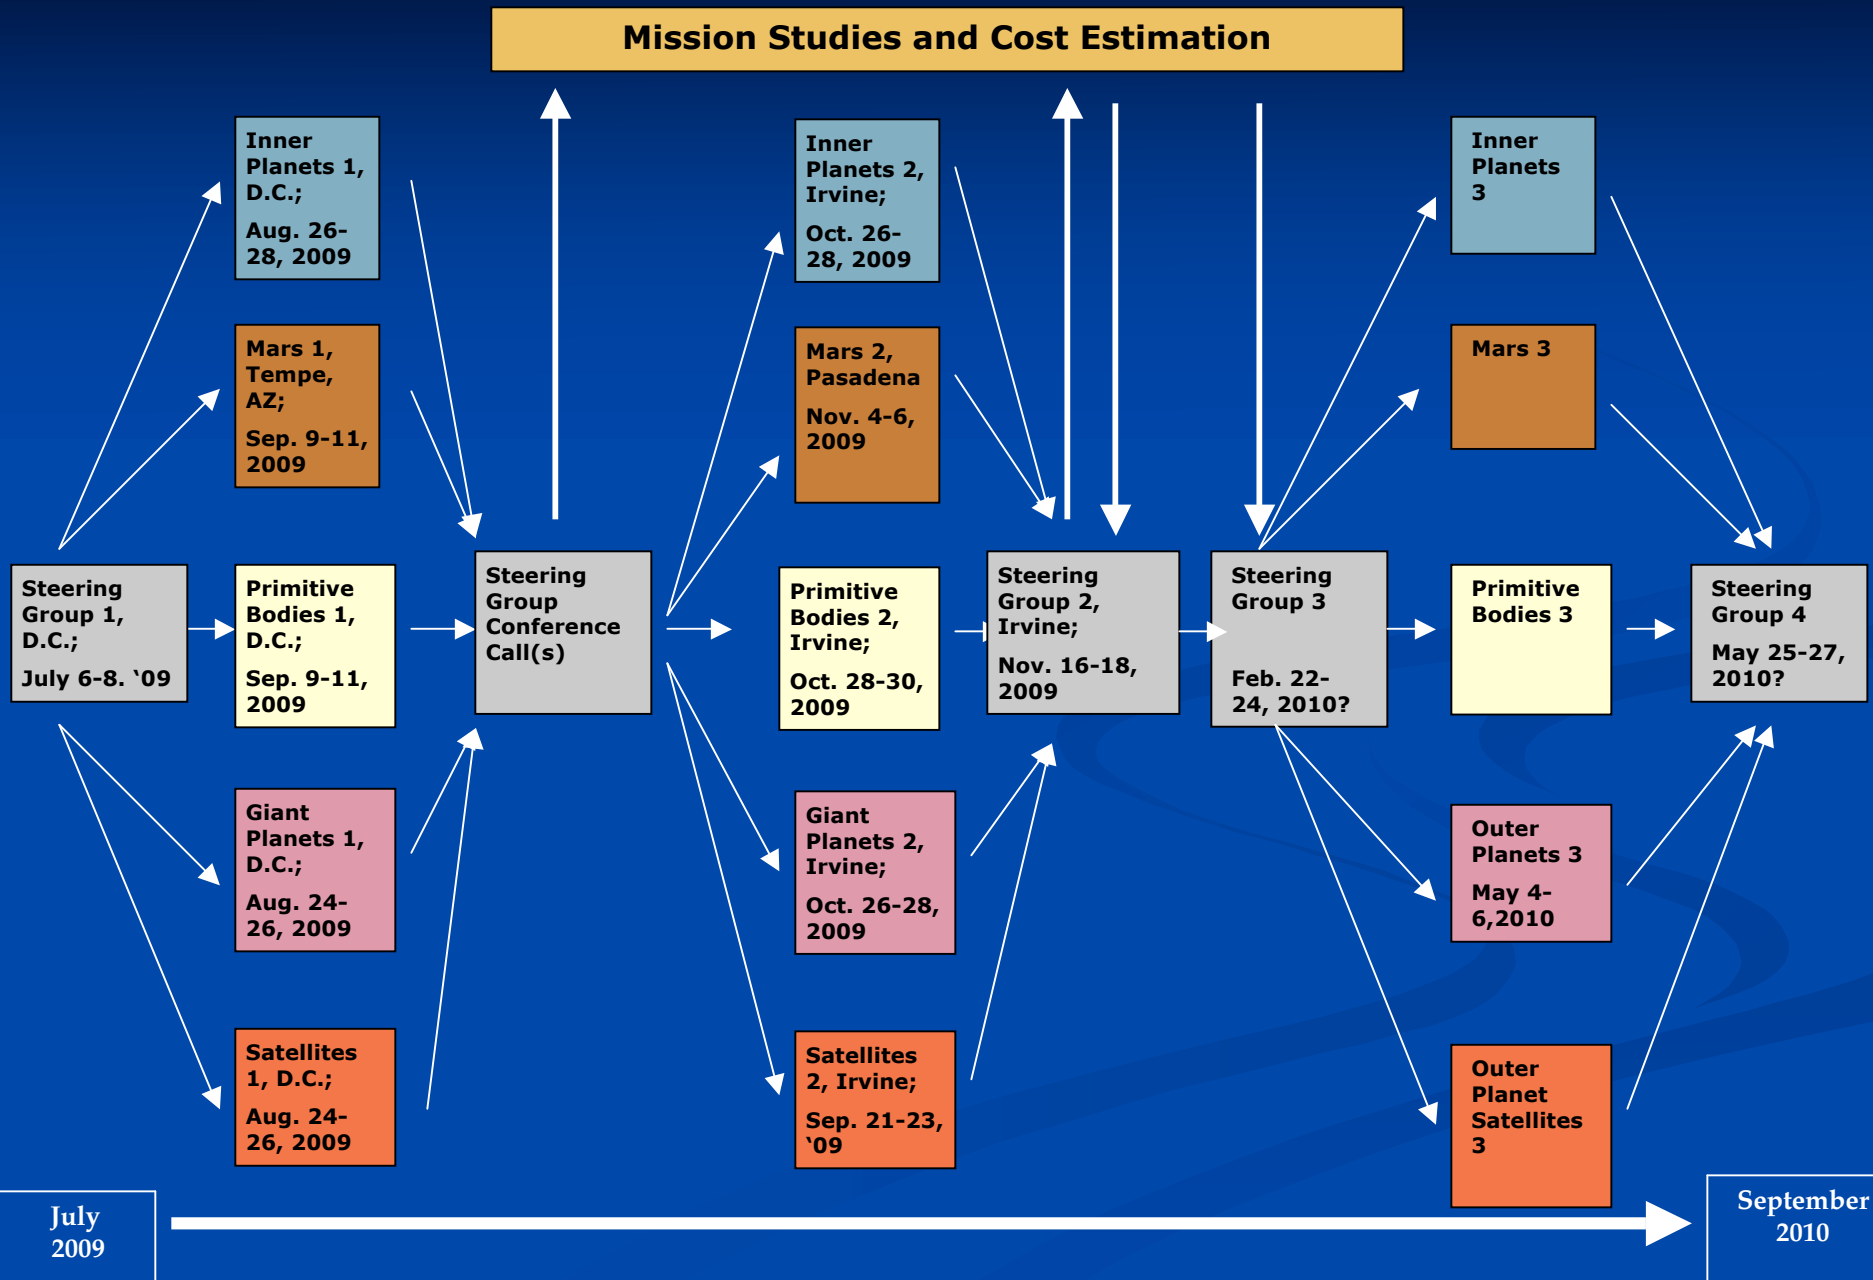 Mission Studies and Cost Estimation
Inner
Planets 1,
D.C.;
Aug. 26-
28, 2009
Inner
Planets 2,
Irvine;
Oct. 26-
28, 2009
Inner
Planets
3
Mars 1,
Tempe,
AZ;
Sep. 9-11,
2009
Mars 2,
Pasadena
Nov. 4-6,
2009
Mars 3
Steering
Group 1,
D.C.;
July 6-8. ‘09
Primitive
Bodies 1,
D.C.;
Sep. 9-11,
2009
Steering
Group
Conference
Call(s)
Primitive
Bodies 2,
Irvine;
Oct. 28-30,
2009
Steering
Group 2,
Irvine;
Nov. 16-18,
2009
Steering
Group 3
Feb. 22-
24, 2010?
Primitive
Bodies 3
Steering
Group 4
May 25-27,
2010?
Giant
Planets 1,
D.C.;
Aug. 24-
26, 2009
Giant
Planets 2,
Irvine;
Oct. 26-28,
2009
Outer
Planets 3
May 4-
6,2010
Satellites
1, D.C.;
Aug. 24-
26, 2009
Satellites
2, Irvine;
Sep. 21-23,
‘09
Outer
Planet
Satellites
3
July
2009
September
2010